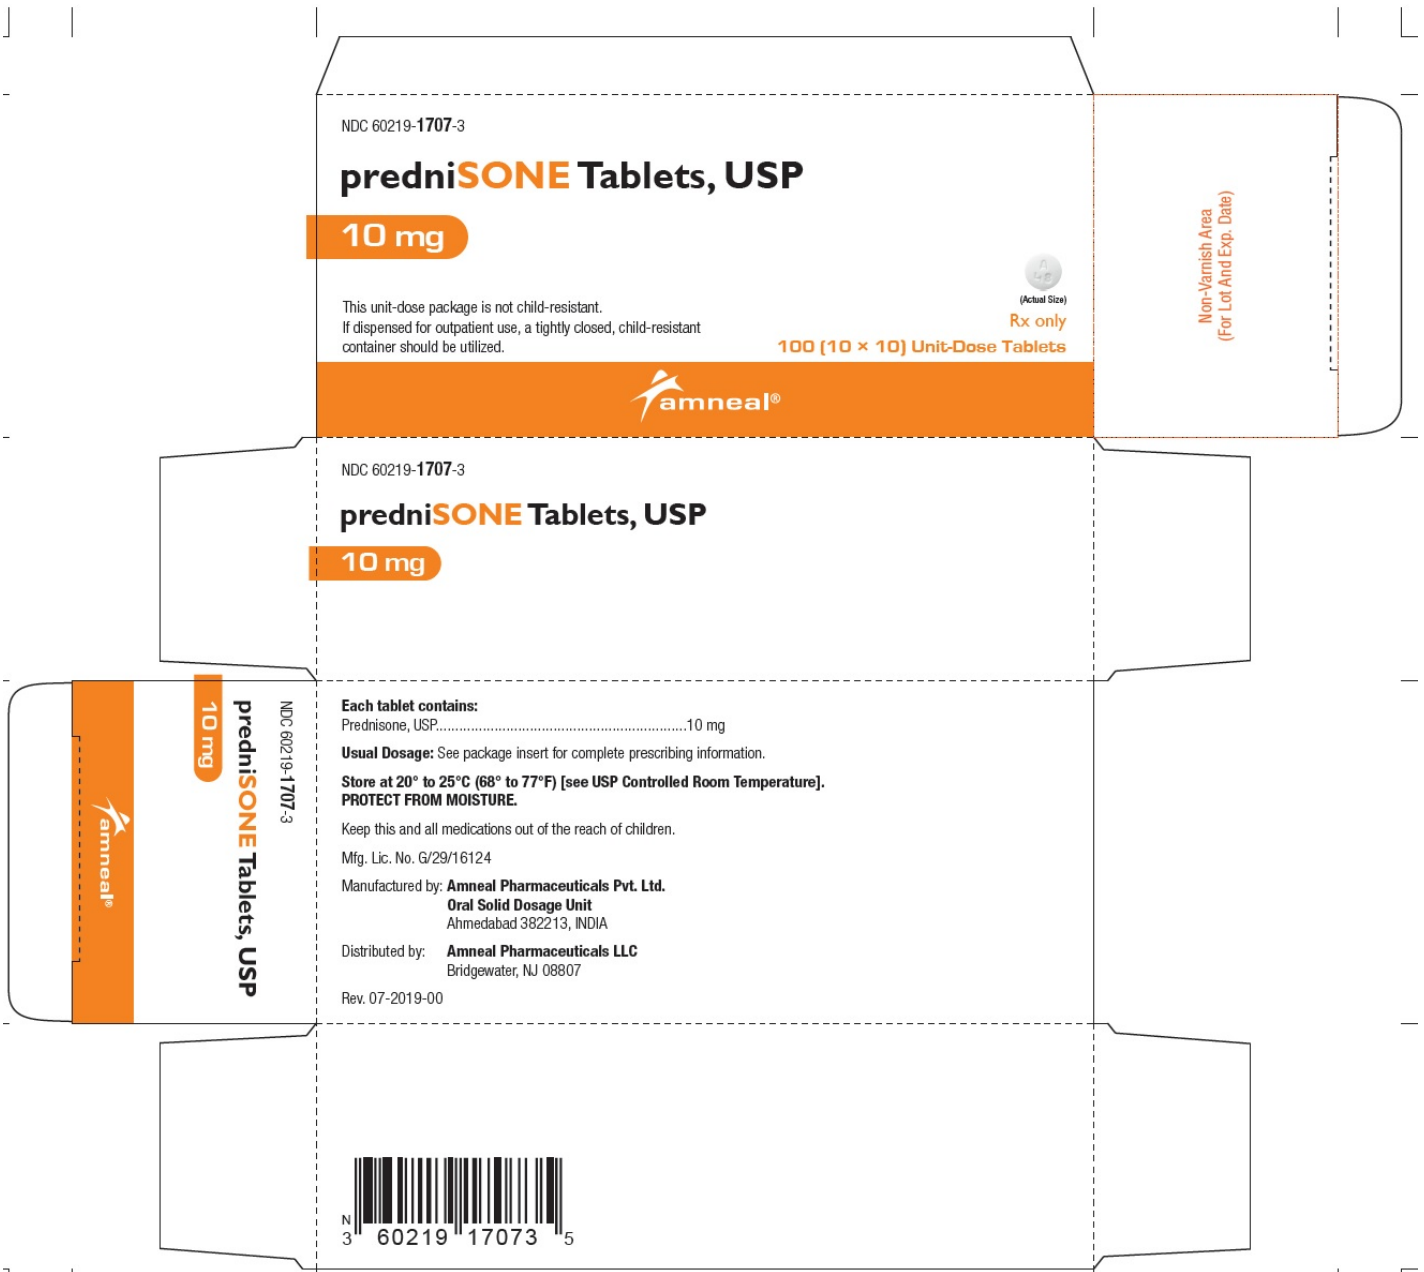 NDC 60219-1707-3
predniSONE Tablets, USP
10 mg
This unit-dose package is not child-resistant.
If dispensed for outpatient use, a tightly closed, child-resistant
container should be utilized.
A
48
(Actual Size)
Rx only
100 (10 × 10) Unit-Dose Tablets
amneal®
Non-Varnish Area
(For Lot And Exp. Date)
NDC 60219-1707-3
predniSONE Tablets, USP
10 mg
NDC 60219-1707-3
predniSONE Tablets, USP
10 mg
amneal®
Each tablet contains:
Prednisone, USP................................................................10 mg
Usual Dosage: See package insert for complete prescribing information.
Store at 20° to 25°C (68° to 77°F) [see USP Controlled Room Temperature].
PROTECT FROM MOISTURE.
Keep this and all medications out of the reach of children.
Mfg. Lic. No. G/29/16124
Manufactured by: Amneal Pharmaceuticals Pvt. Ltd.
Oral Solid Dosage Unit
Ahmedabad 382213, INDIA
Distributed by: Amneal Pharmaceuticals LLC
Bridgewater, NJ 08807
Rev. 07-2019-00
N
3 60219 17073 5